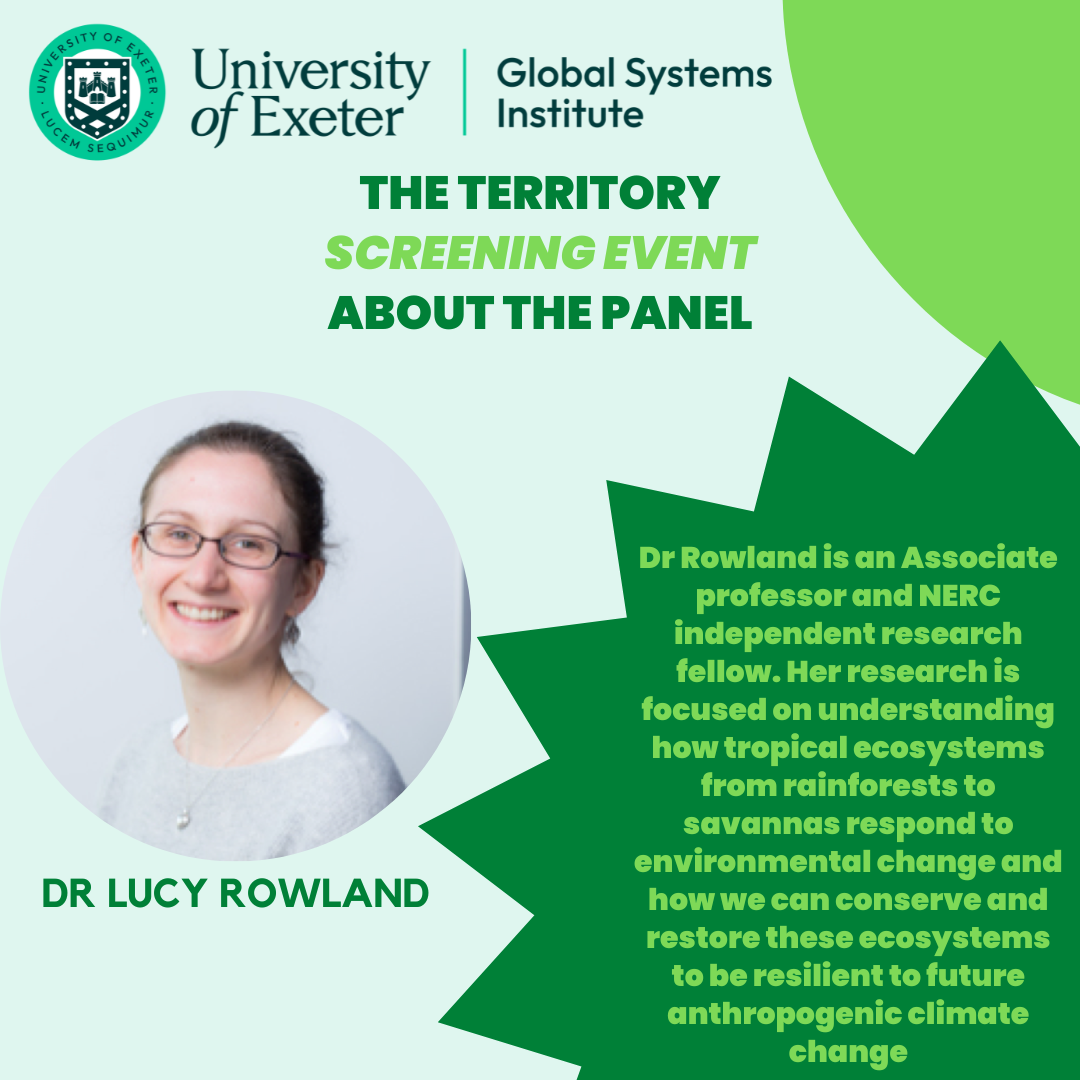 UNIVERSITY OF EXETER
LUCEM SEQUIMUR
University
of Exeter
Global Systems
Institute
THE TERRITORY
SCREENING EVENT
ABOUT THE PANEL
DR LUCY ROWLAND
Dr Rowland is an Associate
professor and NERC
independent research
fellow. Her research is
focused on understanding
how tropical ecosystems
from rainforests to
savannas respond to
environmental change and
how we can conserve and
restore these ecosystems
to be resilient to future
anthropogenic climate
change